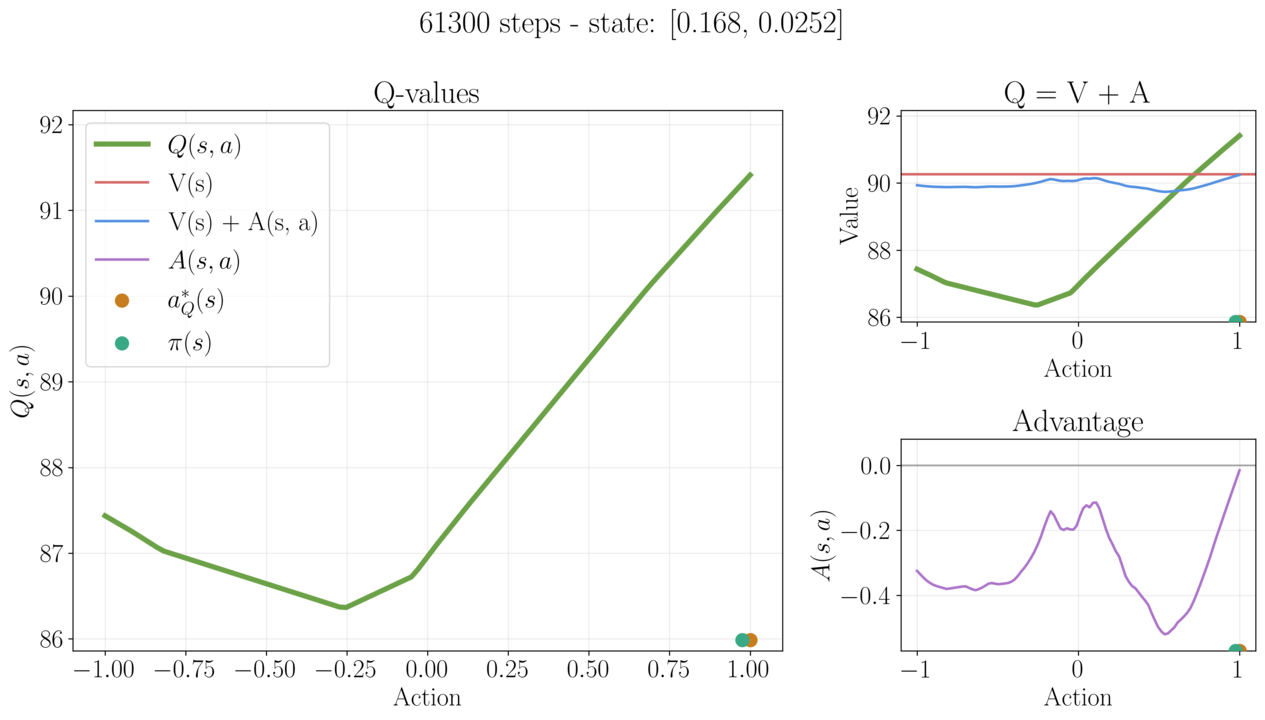 61300 steps - state: [0.168, 0.0252]
Q-values
Q(s, a)
92
91
90
89
88
87
86
−1.00
−0.75
−0.50
−0.25
0.00
0.25
0.50
0.75
1.00
Action
Q(s, a)
V(s)
V(s) + A(s, a)
A(s, a)
a*_Q(s)
π(s)
Q = V + A
Value
92
90
88
86
−1
0
1
Action
Advantage
A(s, a)
0.0
−0.2
−0.4
−1
0
1
Action